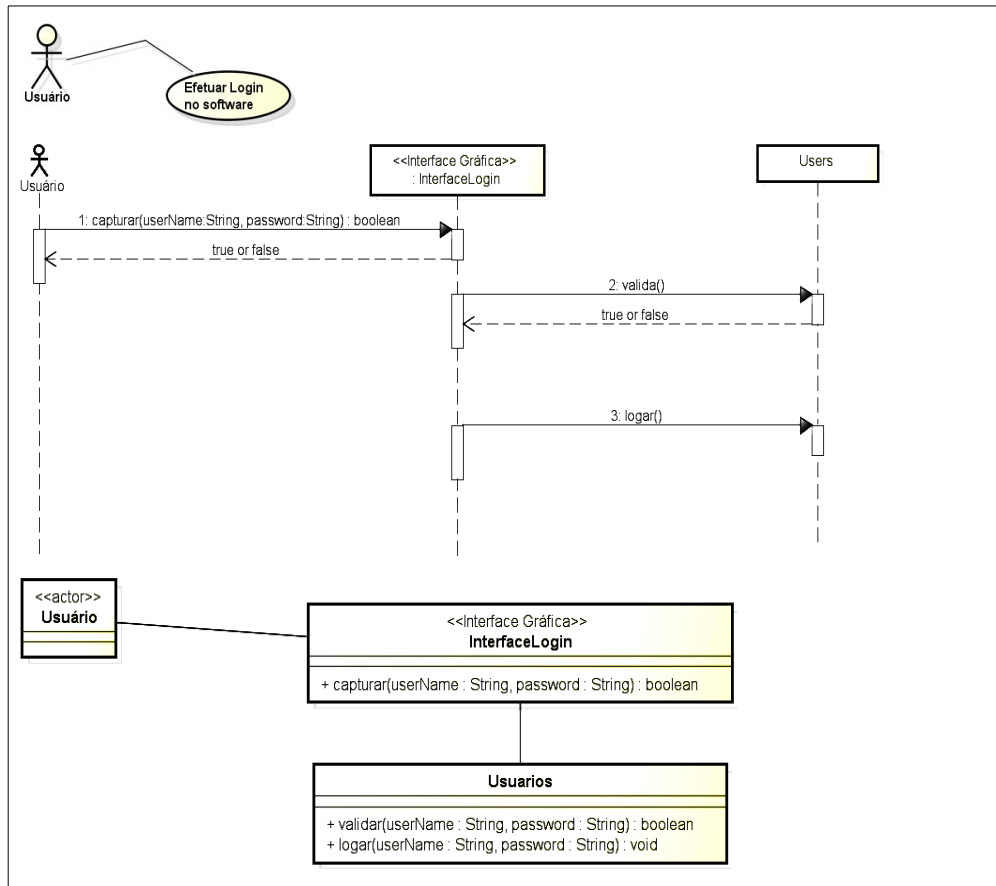 Usuário
Efetuar Login
no software
Usuário
<<Interface Gráfica>>
: InterfaceLogin
Users
1: capturar(userName:String, password:String) : boolean
true or false
2: valida()
true or false
3: logar()
<<actor>>
Usuário
<<Interface Gráfica>>
InterfaceLogin
+ capturar(userName : String, password : String) : boolean
Usuarios
+ validar(userName : String, password : String) : boolean
+ logar(userName : String, password : String) : void